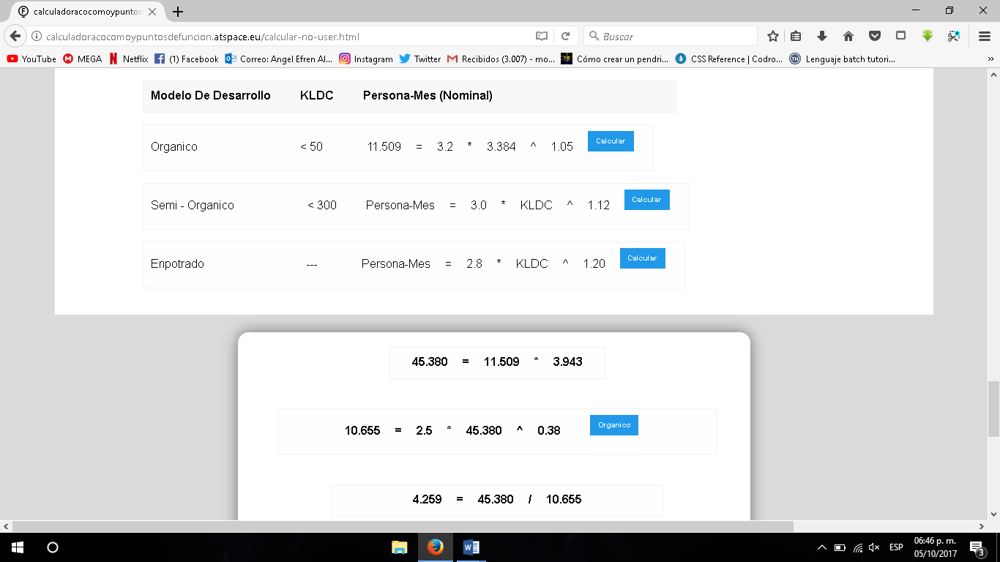 calculadoracocomoypuntos
calculadoracocomoypuntosdefuncion.atspace.eu/calcular-no-user.html
Buscar
YouTube MEGA Netflix (1) Facebook Correo: Angel Efren Al... Instagram Twitter Recibidos (3.007) - mo... Cómo crear un pendri... CSS Reference | Codro... Lenguaje batch tutori...
Modelo De Desarrollo KLDC Persona-Mes (Nominal)
Organico < 50 11.509 = 3.2 * 3.384 ^ 1.05 Calcular
Semi - Organico < 300 Persona-Mes = 3.0 * KLDC ^ 1.12 Calcular
Enpotrado --- Persona-Mes = 2.8 * KLDC ^ 1.20 Calcular
45.380 = 11.509 * 3.943
10.655 = 2.5 * 45.380 ^ 0.38 Organico
4.259 = 45.380 / 10.655
ESP
06:46 p. m.
05/10/2017
3